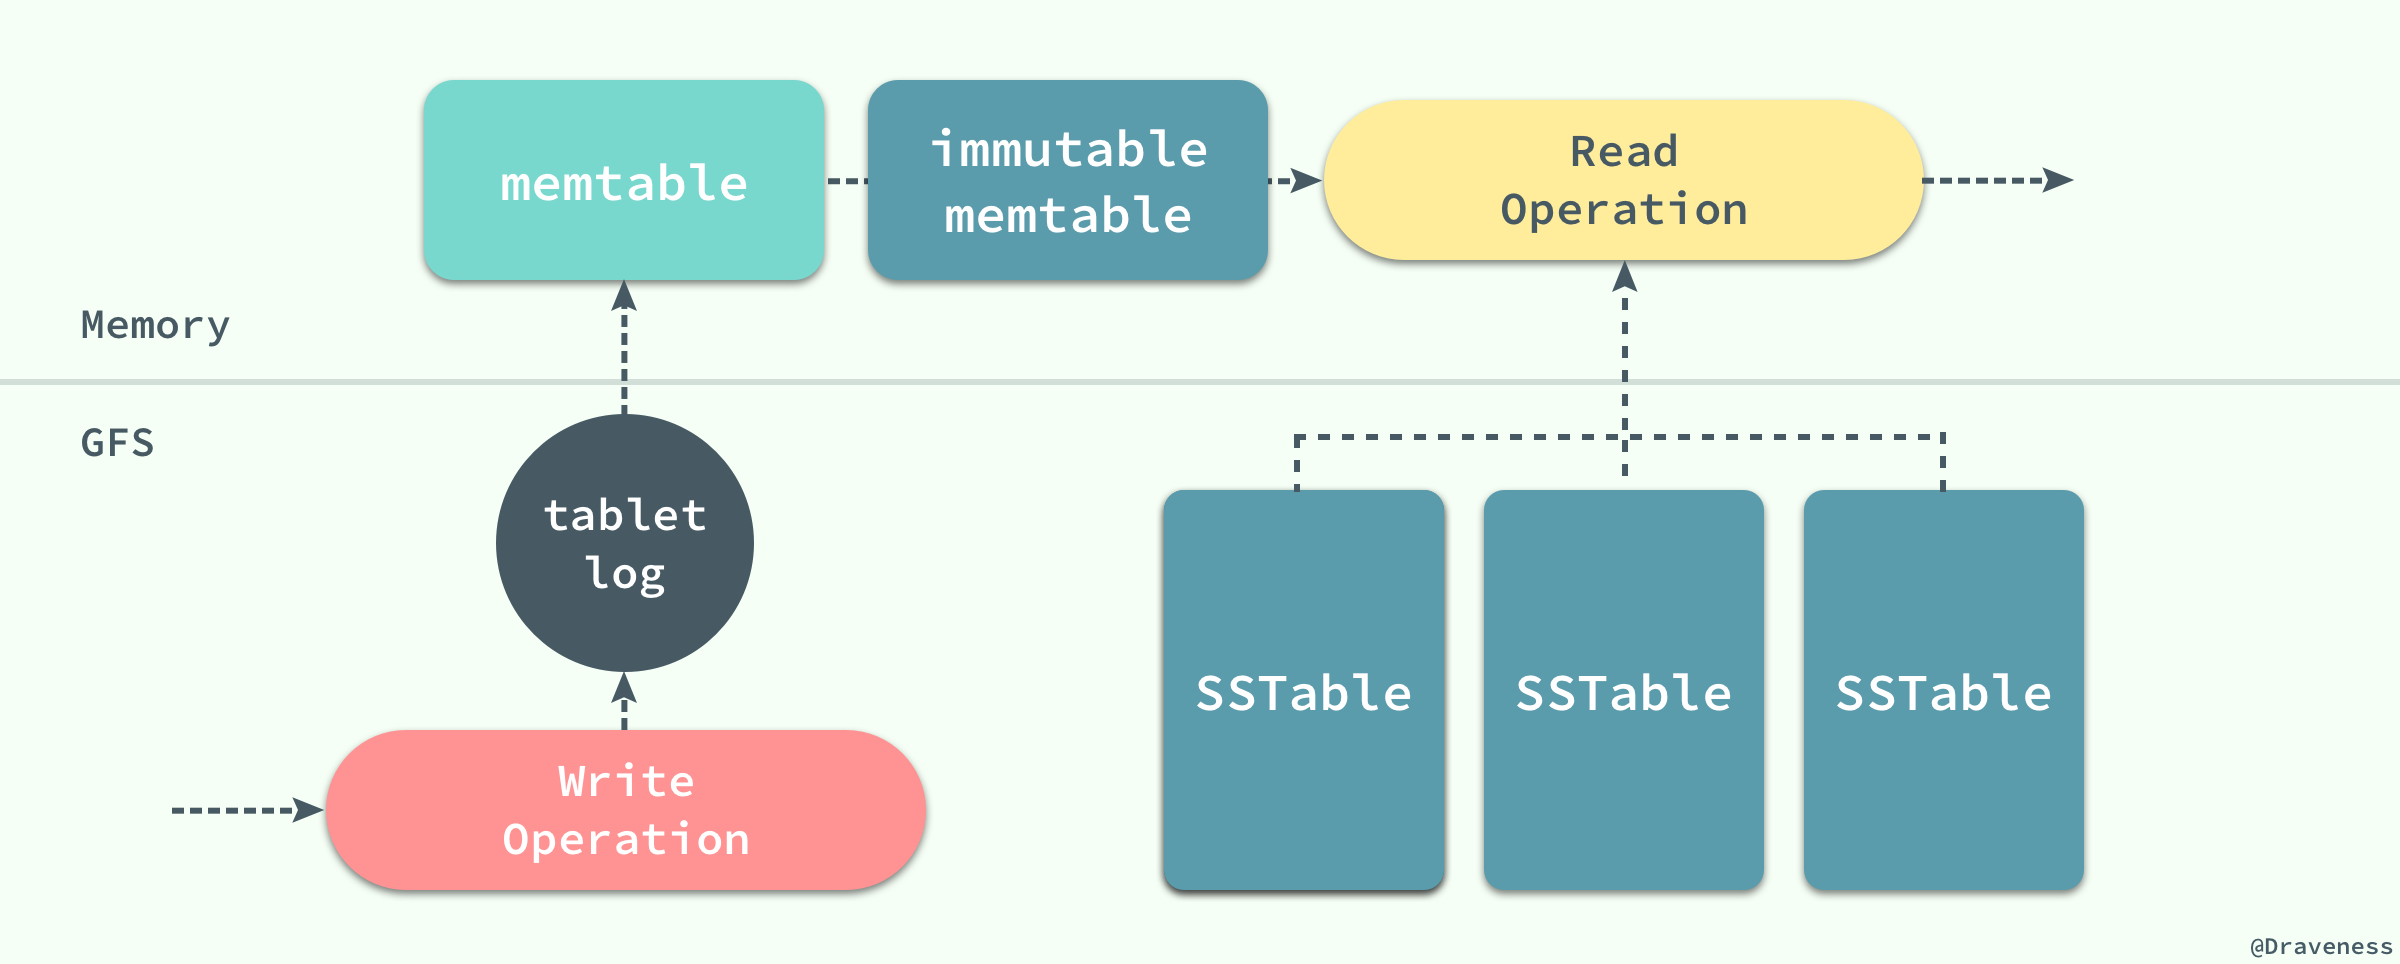 memtable
immutable
memtable
Read
Operation
Memory
GFS
tablet
log
SSTable
SSTable
SSTable
Write
Operation
@Draveness